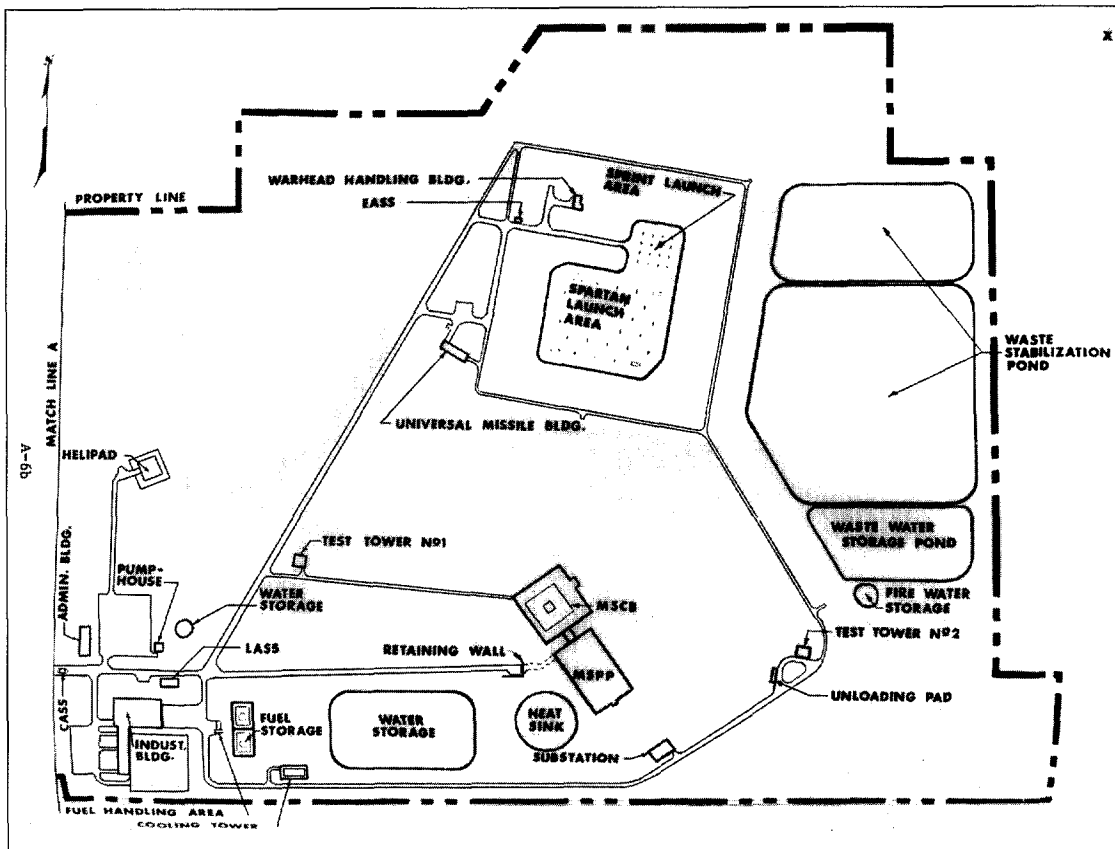 X
PROPERTY LINE
WARHEAD HANDLING BLDG.
EASS
SPRINT LAUNCH
AREA
SPARTAN
LAUNCH
AREA
WASTE
STABILIZATION
POND
MATCH LINE A
UNIVERSAL MISSILE BLDG.
A-6b
HELIPAD
WASTE WATER
STORAGE POND
TEST TOWER Nº1
ADMIN. BLDG.
PUMP-
HOUSE
WATER
STORAGE
MSCB
FIRE WATER
STORAGE
TEST TOWER Nº2
LASS
RETAINING WALL
MSPP
UNLOADING PAD
CASS
FUEL
STORAGE
WATER
STORAGE
HEAT
SINK
INDUST.
BLDG.
SUBSTATION
FUEL HANDLING AREA
COOLING TOWER